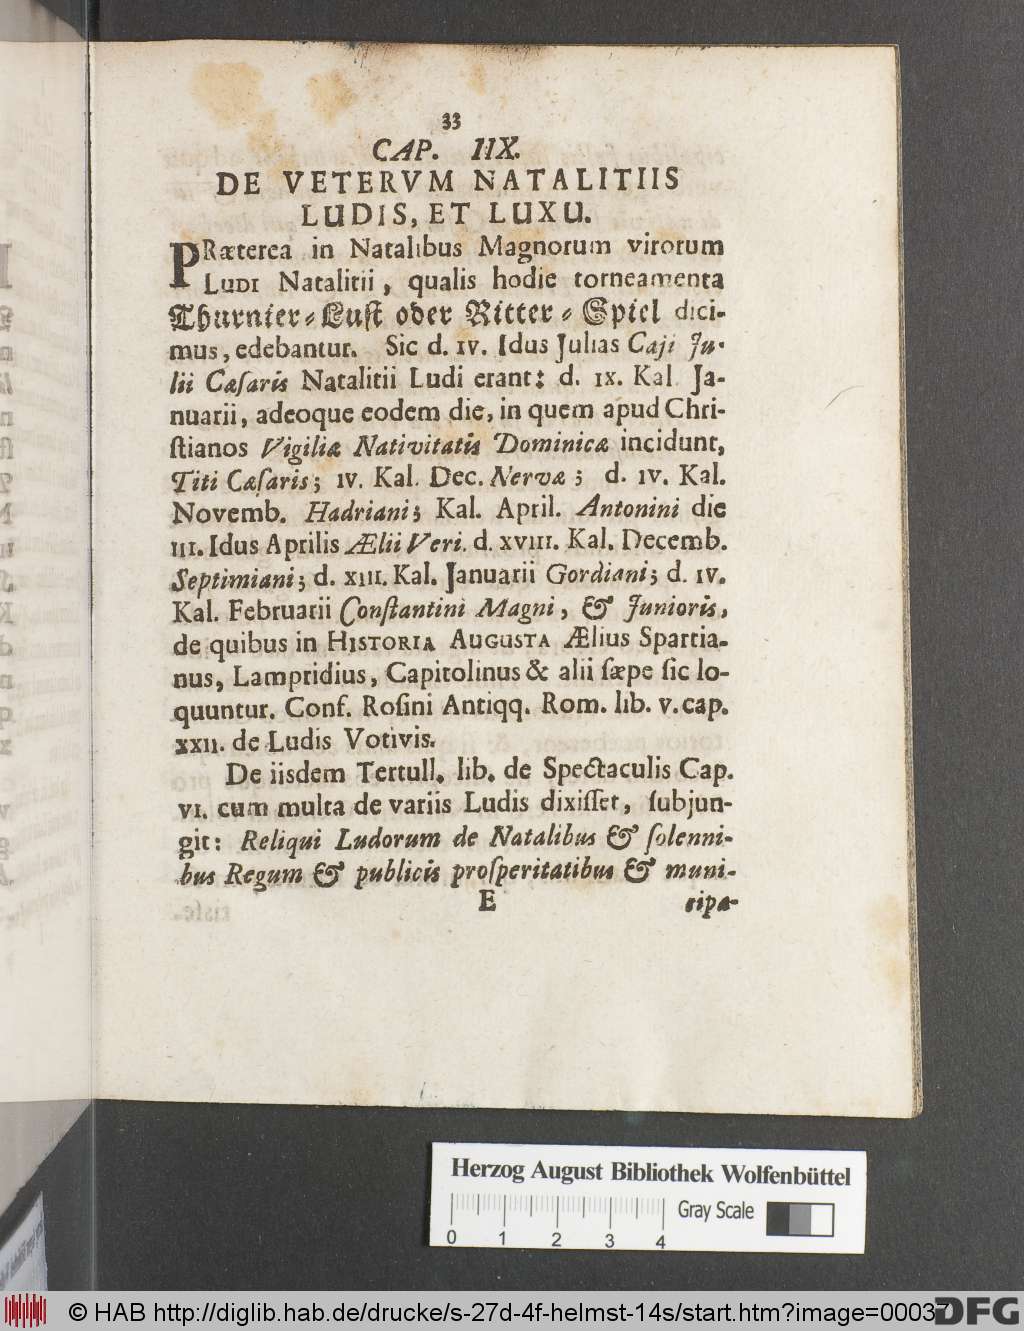 33
CAP. IIX.
DE VETERVM NATALITIIS
LUDIS, ET LUXU.
PRæterea in Natalibus Magnorum virorum
LUDI Natalitii, qualis hodie torneamenta
Thurnier-Lust oder Ritter-Spiel dici-
mus, edebantur. Sic d. IV. Idus Julias Caji Ju-
lii Cæsaris Natalitii Ludi erant: d. IX. Kal. Ja-
nuarii, adeoque eodem die, in quem apud Chri-
stianos Vigiliæ Nativitatis Dominicæ incidunt,
Titi Cæsaris; IV. Kal. Dec. Nervæ; d. IV. Kal.
Novemb. Hadriani; Kal. April. Antonini die
III. Idus Aprilis Ælii Veri. d. XVIII. Kal. Decemb.
Septimiani; d. XIII. Kal. Januarii Gordiani; d. IV.
Kal. Februarii Constantini Magni, & Junioris,
de quibus in HISTORIA AUGUSTA Ælius Spartia-
nus, Lampridius, Capitolinus & alii sæpe sic lo-
quuntur. Conf. Rosini Antiqq. Rom. lib. V. cap.
XXII. de Ludis Votivis.
De iisdem Tertull. lib. de Spectaculis Cap.
VI. cum multa de variis Ludis dixisset, subjun-
git: Reliqui Ludorum de Natalibus & solenni-
bus Regum & publicis prosperitatibus & muni-
E cipa-
Herzog August Bibliothek Wolfenbüttel
Gray Scale
0 1 2 3 4
© HAB http://diglib.hab.de/drucke/s-27d-4f-helmst-14s/start.htm?image=00037
DFG